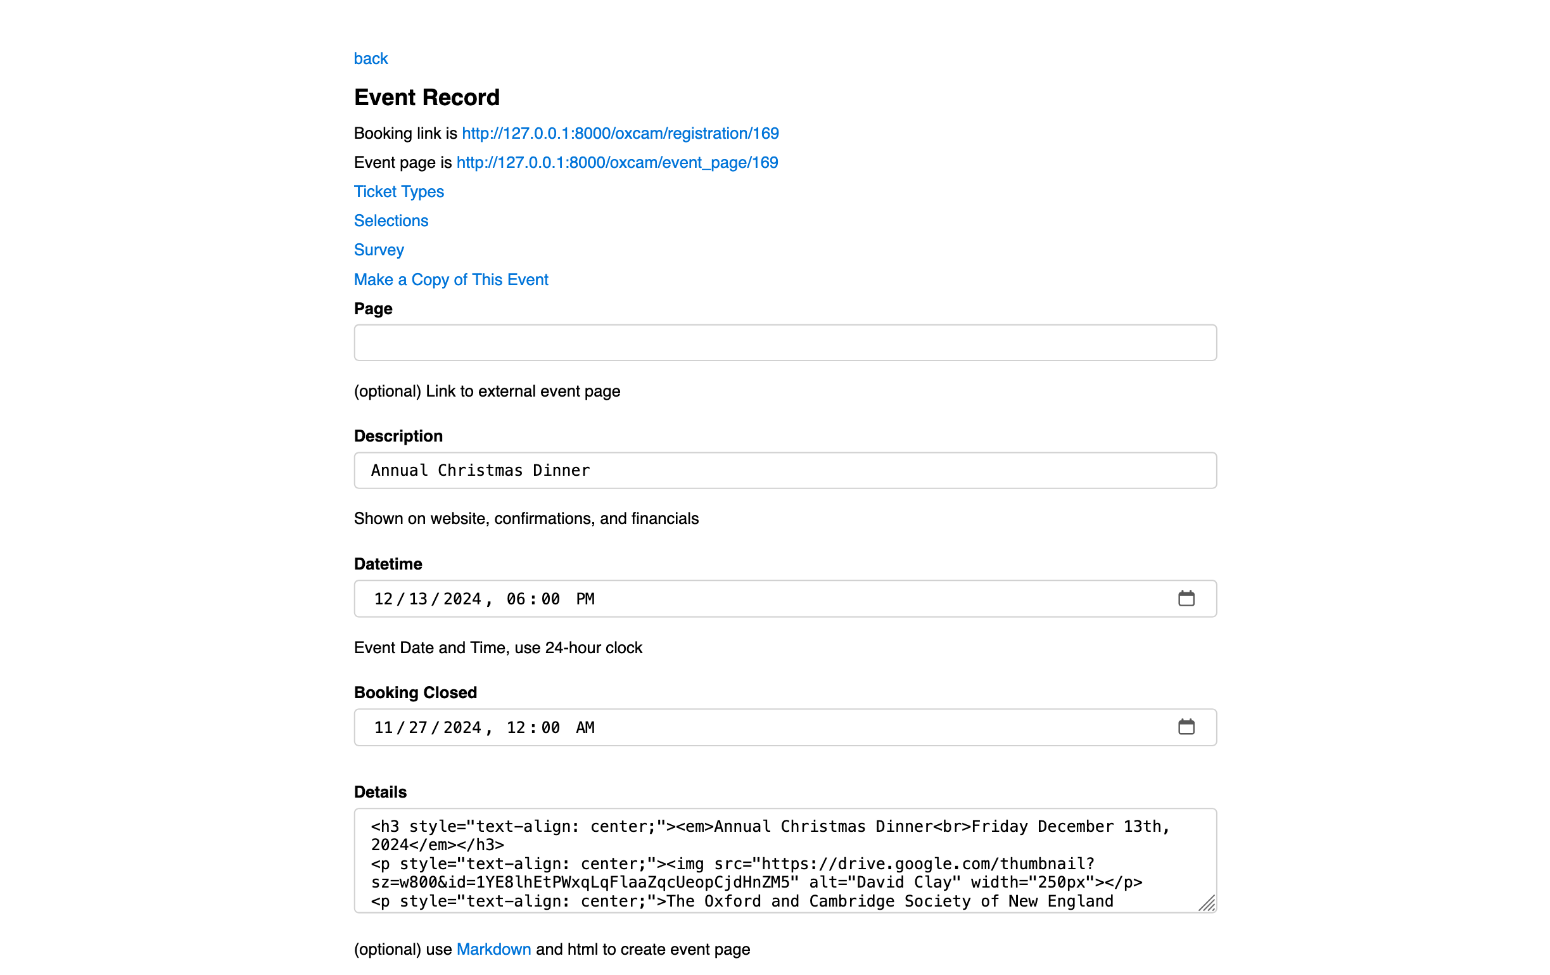 back
Event Record
Booking link is http://127.0.0.1:8000/oxcam/registration/169
Event page is http://127.0.0.1:8000/oxcam/event_page/169
Ticket Types
Selections
Survey
Make a Copy of This Event
Page
(optional) Link to external event page
Description
Annual Christmas Dinner
Shown on website, confirmations, and financials
Datetime
12/13/2024, 06:00 PM
Event Date and Time, use 24-hour clock
Booking Closed
11/27/2024, 12:00 AM
Details
<h3 style="text-align: center;"><em>Annual Christmas Dinner<br>Friday December 13th,
2024</em></h3>
<p style="text-align: center;"><img src="https://drive.google.com/thumbnail?
sz=w800&id=1YE8lhEtPWxqLqFlaaZqcUeopCjdHnZM5" alt="David Clay" width="250px"></p>
<p style="text-align: center;">The Oxford and Cambridge Society of New England
(optional) use Markdown and html to create event page